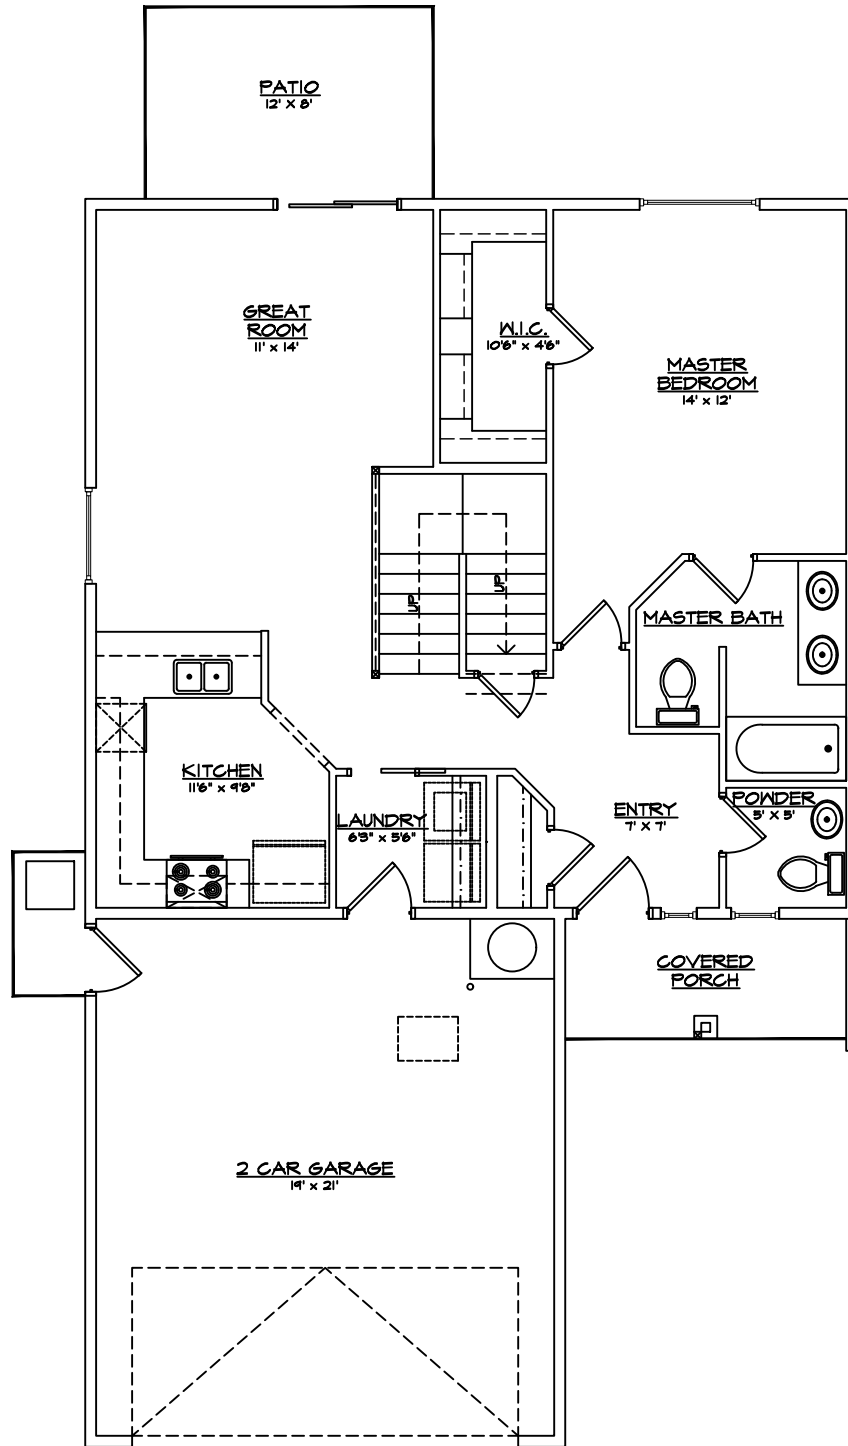 PATIO
12' X 8'
GREAT
ROOM
11' x 14'
W.I.C.
10'6" x 4'6"
MASTER
BEDROOM
14' x 12'
UP
UP
MASTER BATH
KITCHEN
11'6" x 9'8"
LAUNDRY
6'3" x 5'6"
ENTRY
7' X 7'
POWDER
5' X 5'
COVERED
PORCH
2 CAR GARAGE
19' x 21'